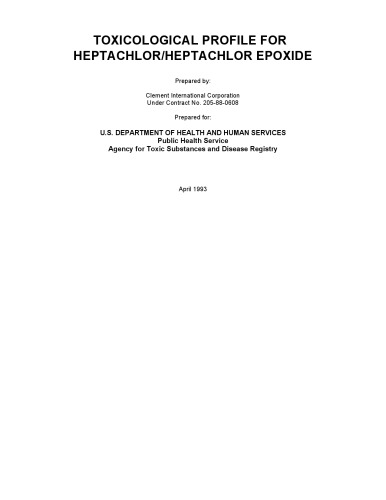 TOXICOLOGICAL PROFILE FOR
HEPTACHLOR/HEPTACHLOR EPOXIDE
Prepared by:
Clement International Corporation
Under Contract No. 205-88-0608
Prepared for:
U.S. DEPARTMENT OF HEALTH AND HUMAN SERVICES
Public Health Service
Agency for Toxic Substances and Disease Registry
April 1993